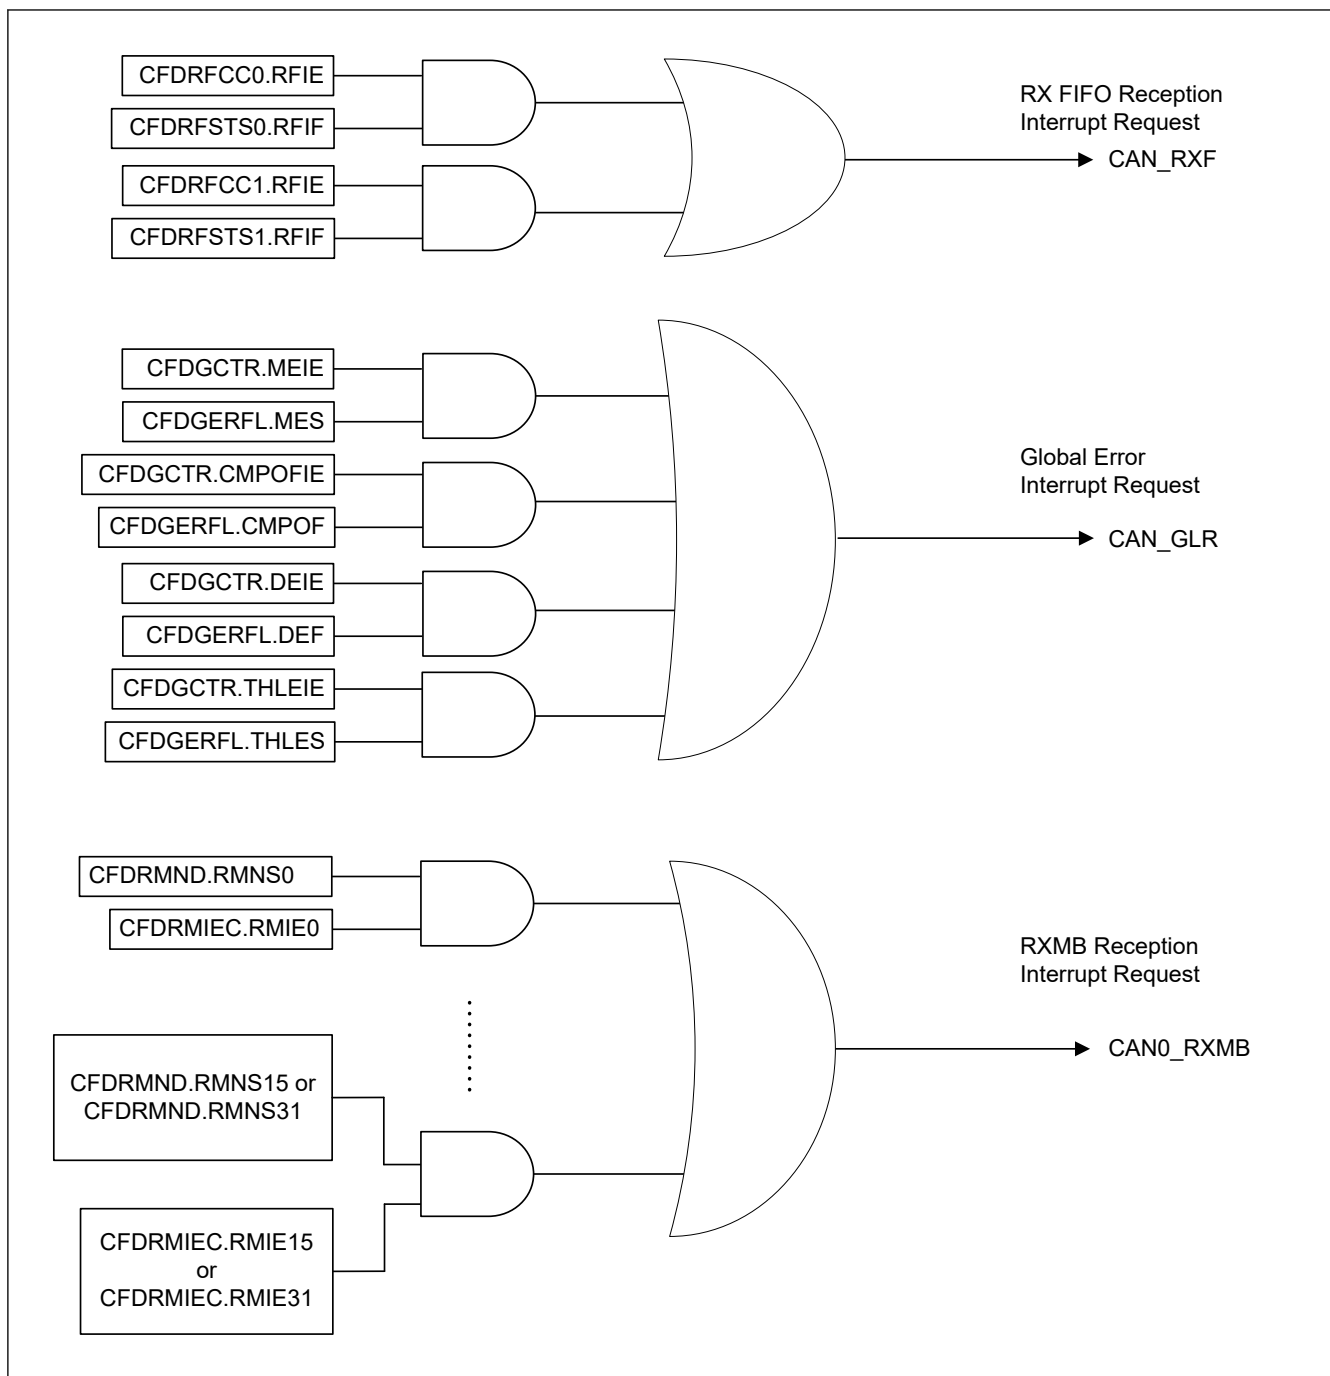 CFDRFCC0.RFIE
CFDRFSTS0.RFIF
CFDRFCC1.RFIE
CFDRFSTS1.RFIF
RX FIFO Reception
Interrupt Request
CAN_RXF
CFDGCTR.MEIE
CFDGERFL.MES
CFDGCTR.CMPOFIE
CFDGERFL.CMPOF
CFDGCTR.DEIE
CFDGERFL.DEF
CFDGCTR.THLEIE
CFDGERFL.THLES
Global Error
Interrupt Request
CAN_GLR
CFDRMND.RMNS0
CFDRMIEC.RMIE0
CFDRMND.RMNS15 or
CFDRMND.RMNS31
CFDRMIEC.RMIE15
or
CFDRMIEC.RMIE31
RXMB Reception
Interrupt Request
CAN0_RXMB